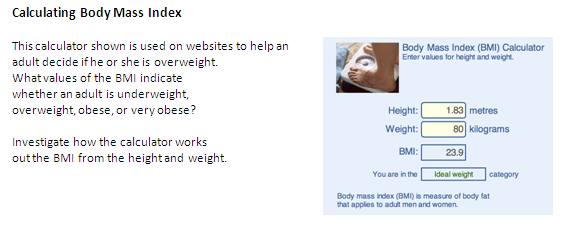 Calculating Body Mass Index
This calculator shown is used on websites to help an
adult decide if he or she is overweight.
What values of the BMI indicate
whether an adult is underweight,
overweight, obese, or very obese?
Investigate how the calculator works
out the BMI from the height and weight.
Body Mass Index (BMI) Calculator
Enter values for height and weight.
Height: 1.83 metres
Weight: 80 kilograms
BMI: 23.9
You are in the Ideal weight category
Body mass index (BMI) is measure of body fat
that applies to adult men and women.